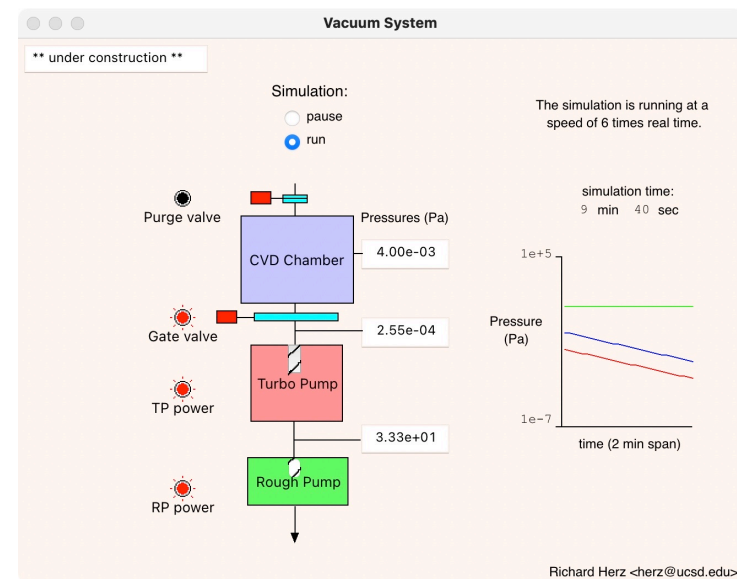 Vacuum System
** under construction **
Simulation:
pause
run
The simulation is running at a
speed of 6 times real time.
simulation time:
9 min 40 sec
Purge valve
Pressures (Pa)
CVD Chamber
4.00e-03
Gate valve
2.55e-04
Turbo Pump
TP power
3.33e+01
Rough Pump
RP power
1e+5
Pressure
(Pa)
1e-7
time (2 min span)
Richard Herz <herz@ucsd.edu>